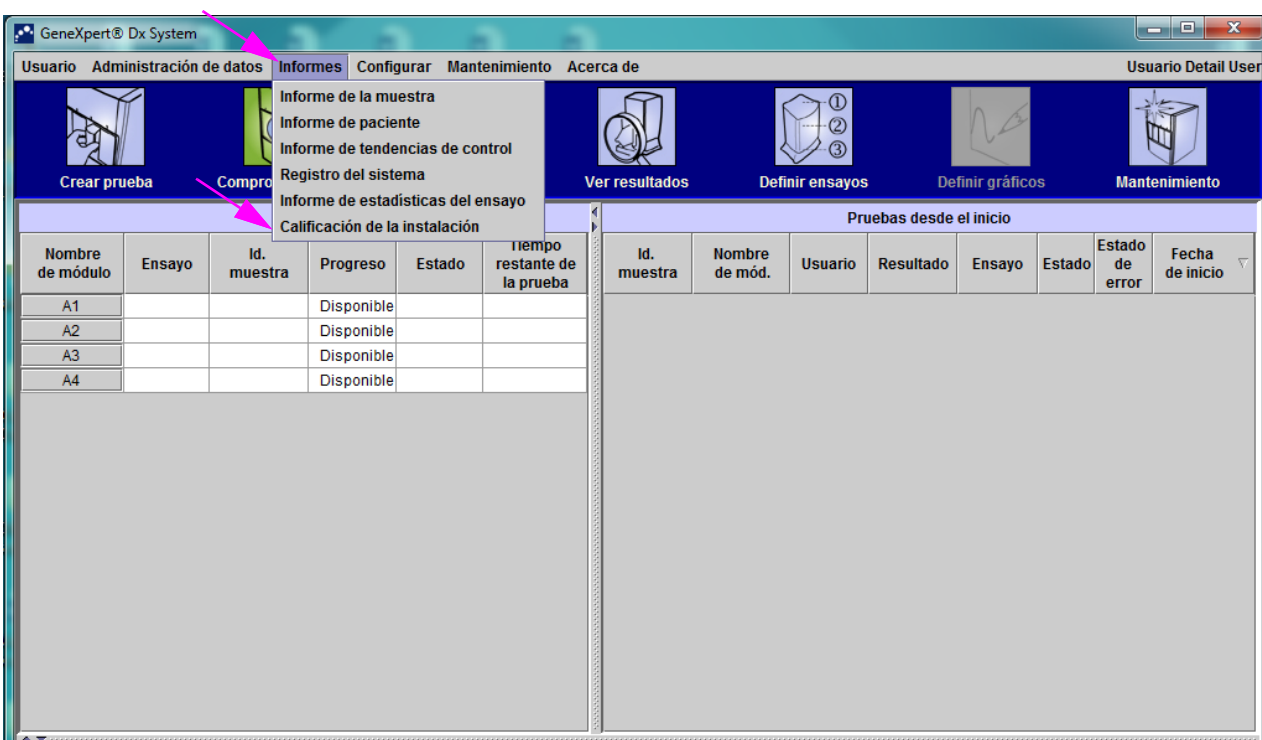 GeneXpert® Dx System
Usuario Administración de datos Informes Configurar Mantenimiento Acerca de Usuario Detail User
Informe de la muestra
Informe de paciente
Informe de tendencias de control
Registro del sistema
Informe de estadísticas del ensayo
Calificación de la instalación
Crear prueba
Ver resultados
Definir ensayos
Definir gráficos
Mantenimiento
Pruebas desde el inicio
Nombre
de módulo
Ensayo
Id.
muestra
Progreso
Estado
Tiempo
restante de
la prueba
Id.
muestra
Nombre
de mód.
Usuario
Resultado
Ensayo
Estado
Estado
de
error
Fecha
de inicio
A1 Disponible
A2 Disponible
A3 Disponible
A4 Disponible